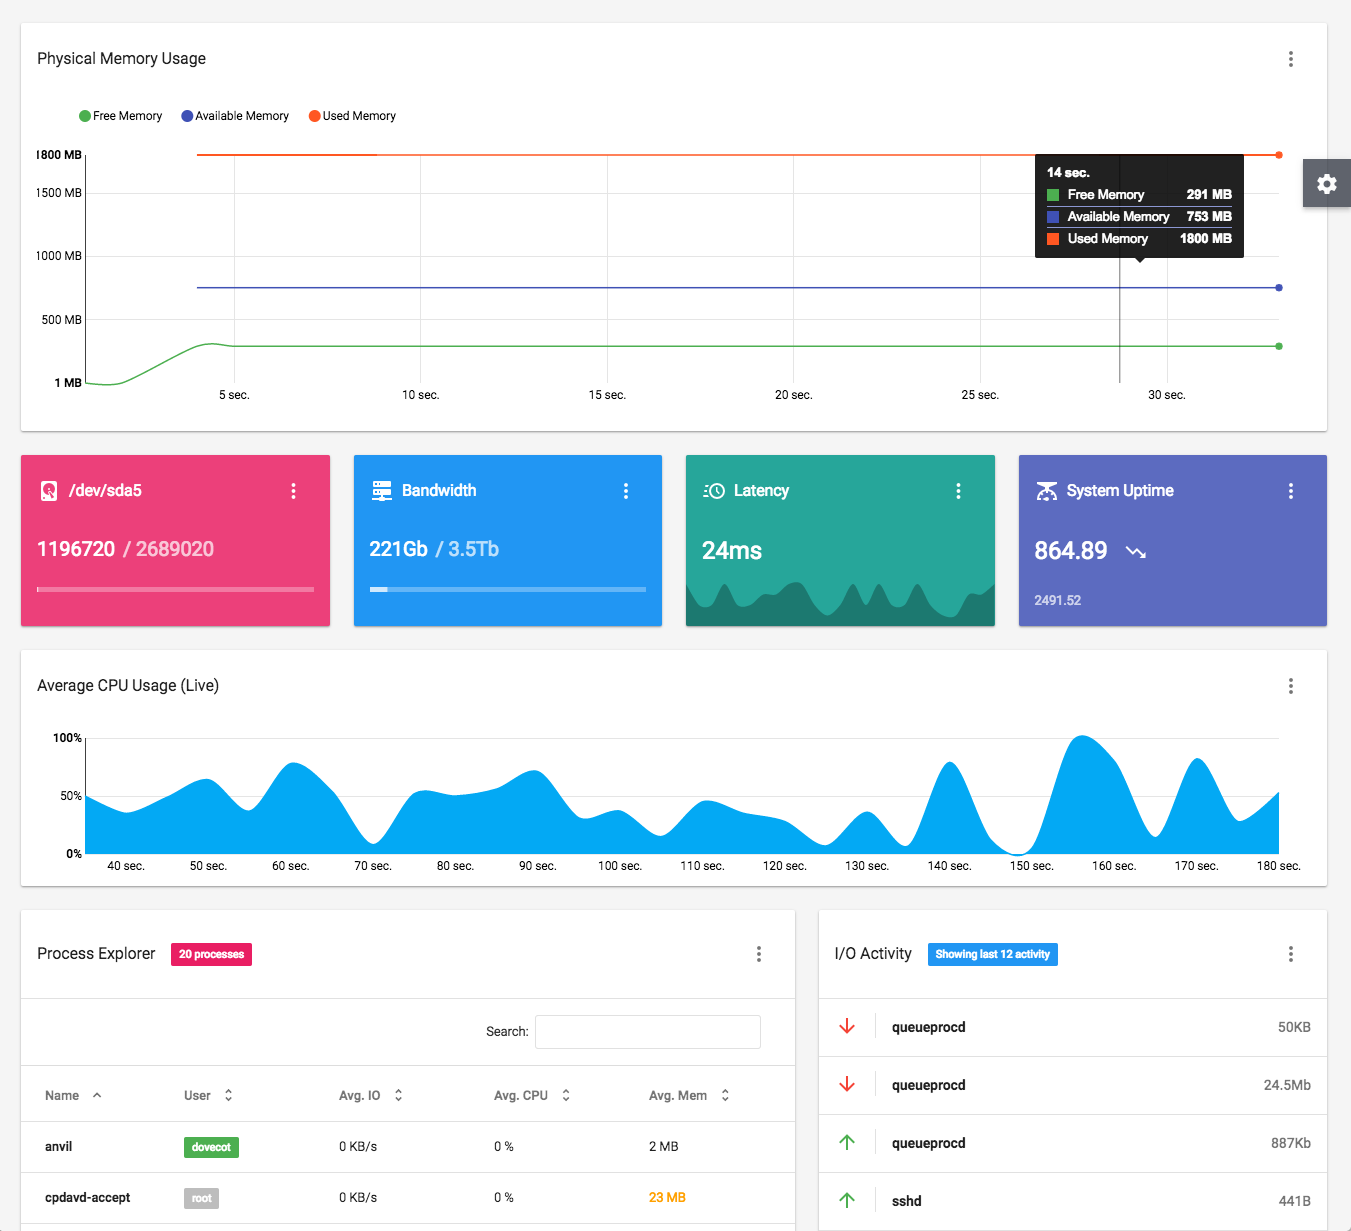 Physical Memory Usage
Free Memory Available Memory Used Memory
1800 MB
1500 MB
1000 MB
500 MB
1 MB
5 sec. 10 sec. 15 sec. 20 sec. 25 sec. 30 sec.
14 sec.
Free Memory 291 MB
Available Memory 753 MB
Used Memory 1800 MB
/dev/sda5
1196720 / 2689020
Bandwidth
221Gb / 3.5Tb
Latency
24ms
System Uptime
864.89
2491.52
Average CPU Usage (Live)
100%
50%
0%
40 sec. 50 sec. 60 sec. 70 sec. 80 sec. 90 sec. 100 sec. 110 sec. 120 sec. 130 sec. 140 sec. 150 sec. 160 sec. 170 sec. 180 sec.
Process Explorer 20 processes
Search:
Name User Avg. IO Avg. CPU Avg. Mem
anvil dovecot 0 KB/s 0 % 2 MB
cpdavd-accept root 0 KB/s 0 % 23 MB
I/O Activity Showing last 12 activity
queueprocd 50KB
queueprocd 24.5Mb
queueprocd 887Kb
sshd 441B